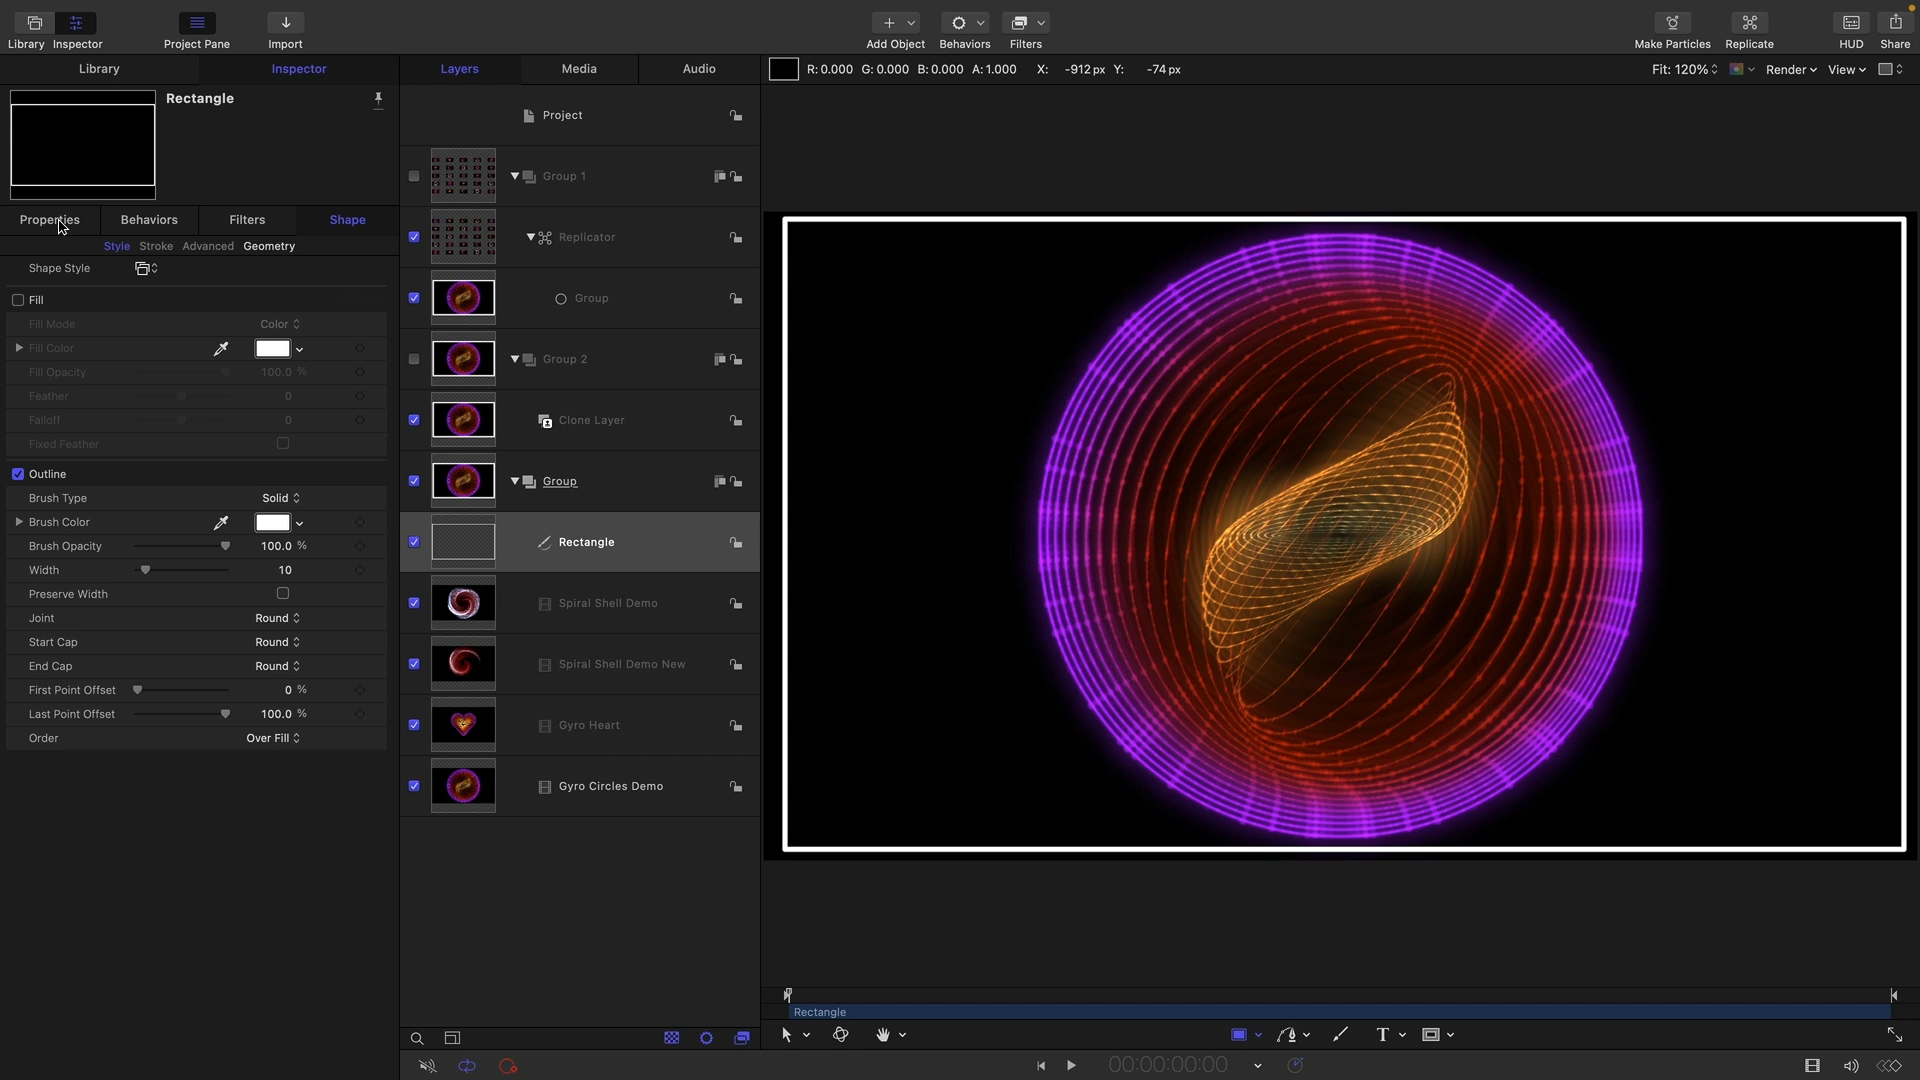 Library
Inspector
Project Pane
Import
Add Object
Behaviors
Filters
Make Particles
Replicate
HUD
Share
Library
Inspector
Layers
Media
Audio
R: 0.000 G: 0.000 B: 0.000 A: 1.000 X: -912 px Y: -74 px
Fit: 120%
Render
View
Rectangle
Properties
Behaviors
Filters
Shape
Style
Stroke
Advanced
Geometry
Shape Style
Fill
Fill Mode Color
Fill Color
Fill Opacity 100.0 %
Feather 0
Falloff 0
Fixed Feather
Outline
Brush Type Solid
Brush Color
Brush Opacity 100.0 %
Width 10
Preserve Width
Joint Round
Start Cap Round
End Cap Round
First Point Offset 0 %
Last Point Offset 100.0 %
Order Over Fill
Project
Group 1
Replicator
Group
Group 2
Clone Layer
Group
Rectangle
Spiral Shell Demo
Spiral Shell Demo New
Gyro Heart
Gyro Circles Demo
Rectangle
T
00:00:00:00